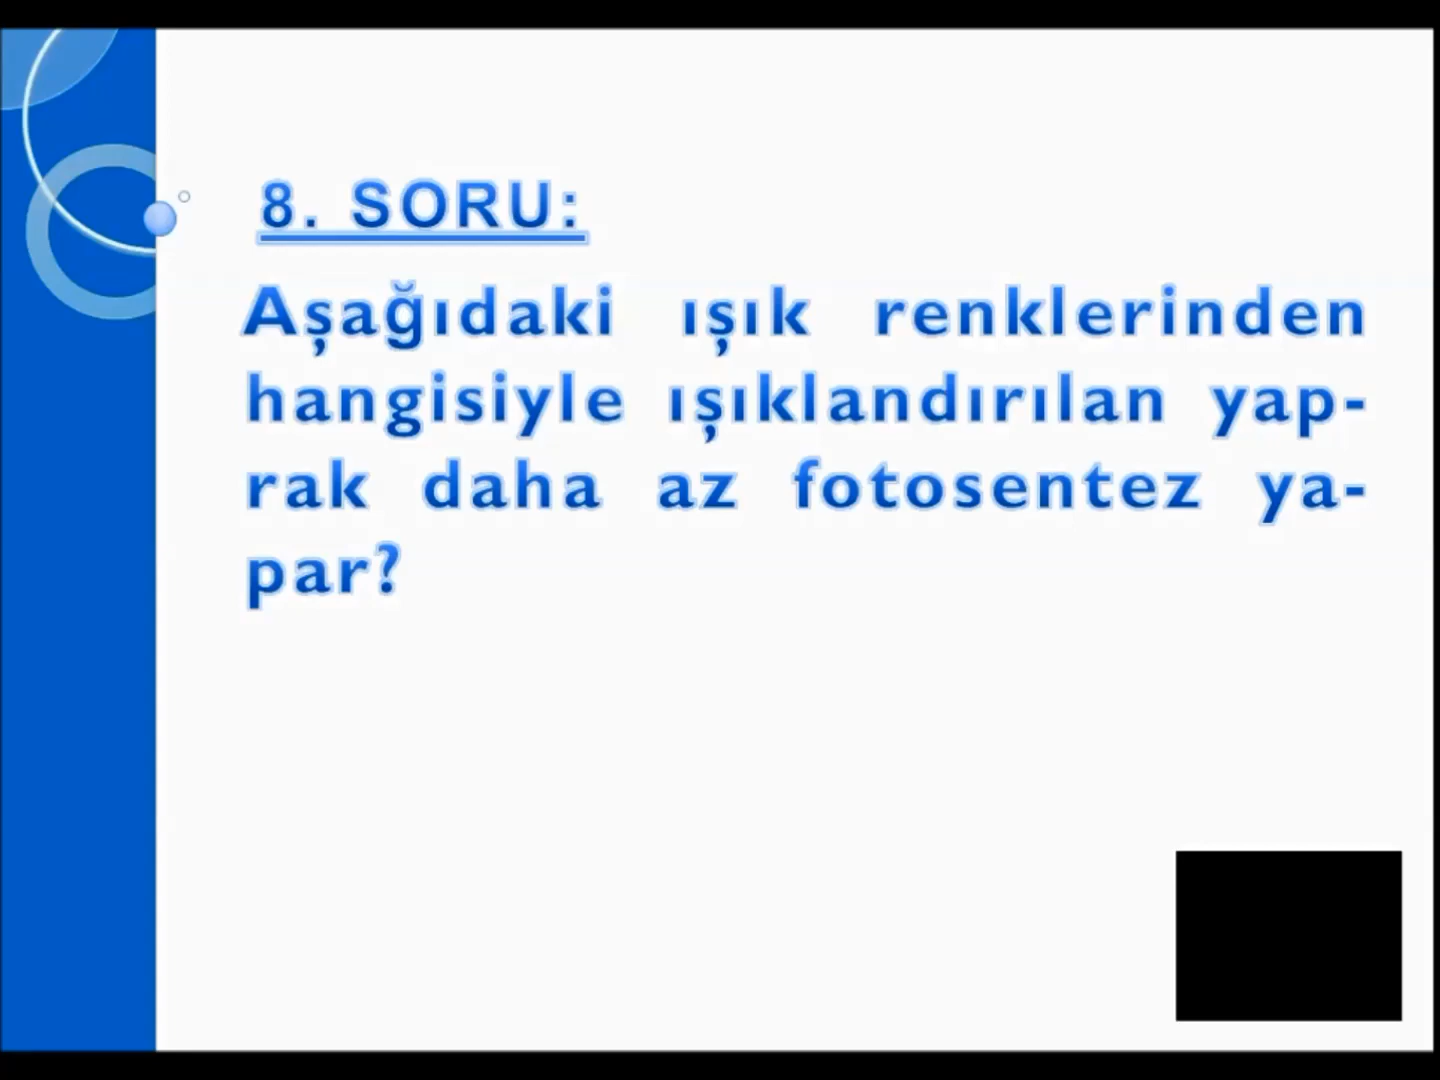 8. SORU:
Aşağıdaki ışık renklerinden
hangisiyle ışıklandırılan yap-
rak daha az fotosentez ya-
par?